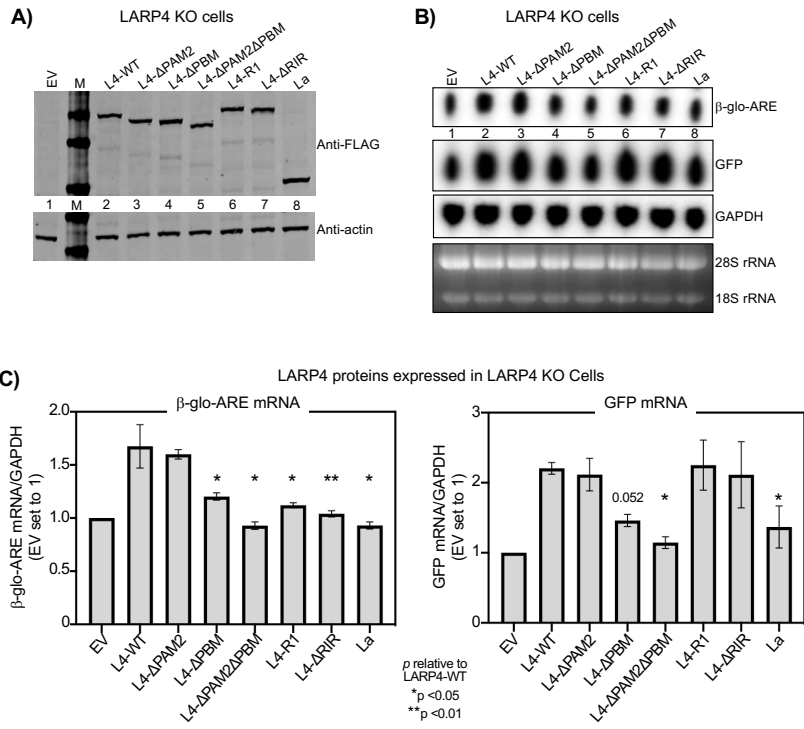 A)
LARP4 KO cells
EV
M
L4-WT
L4-ΔPAM2
L4-ΔPBM
L4-ΔPAM2ΔPBM
L4-R1
L4-ΔRIR
La
Anti-FLAG
1 M 2 3 4 5 6 7 8
Anti-actin
B)
LARP4 KO cells
EV
L4-WT
L4-ΔPAM2
L4-ΔPBM
L4-ΔPAM2ΔPBM
L4-R1
L4-ΔRIR
La
β-glo-ARE
1 2 3 4 5 6 7 8
GFP
GAPDH
28S rRNA
18S rRNA
C)
LARP4 proteins expressed in LARP4 KO Cells
β-glo-ARE mRNA
β-glo-ARE mRNA/GAPDH
(EV set to 1)
2.0
1.5
1.0
0.5
0
* * * ** *
EV
L4-WT
L4-ΔPAM2
L4-ΔPBM
L4-ΔPAM2ΔPBM
L4-R1
L4-ΔRIR
La
p relative to
LARP4-WT
*p <0.05
**p <0.01
GFP mRNA
GFP mRNA/GAPDH
(EV set to 1)
3
2
1
0
0.052 * *
EV
L4-WT
L4-ΔPAM2
L4-ΔPBM
L4-ΔPAM2ΔPBM
L4-R1
L4-ΔRIR
La